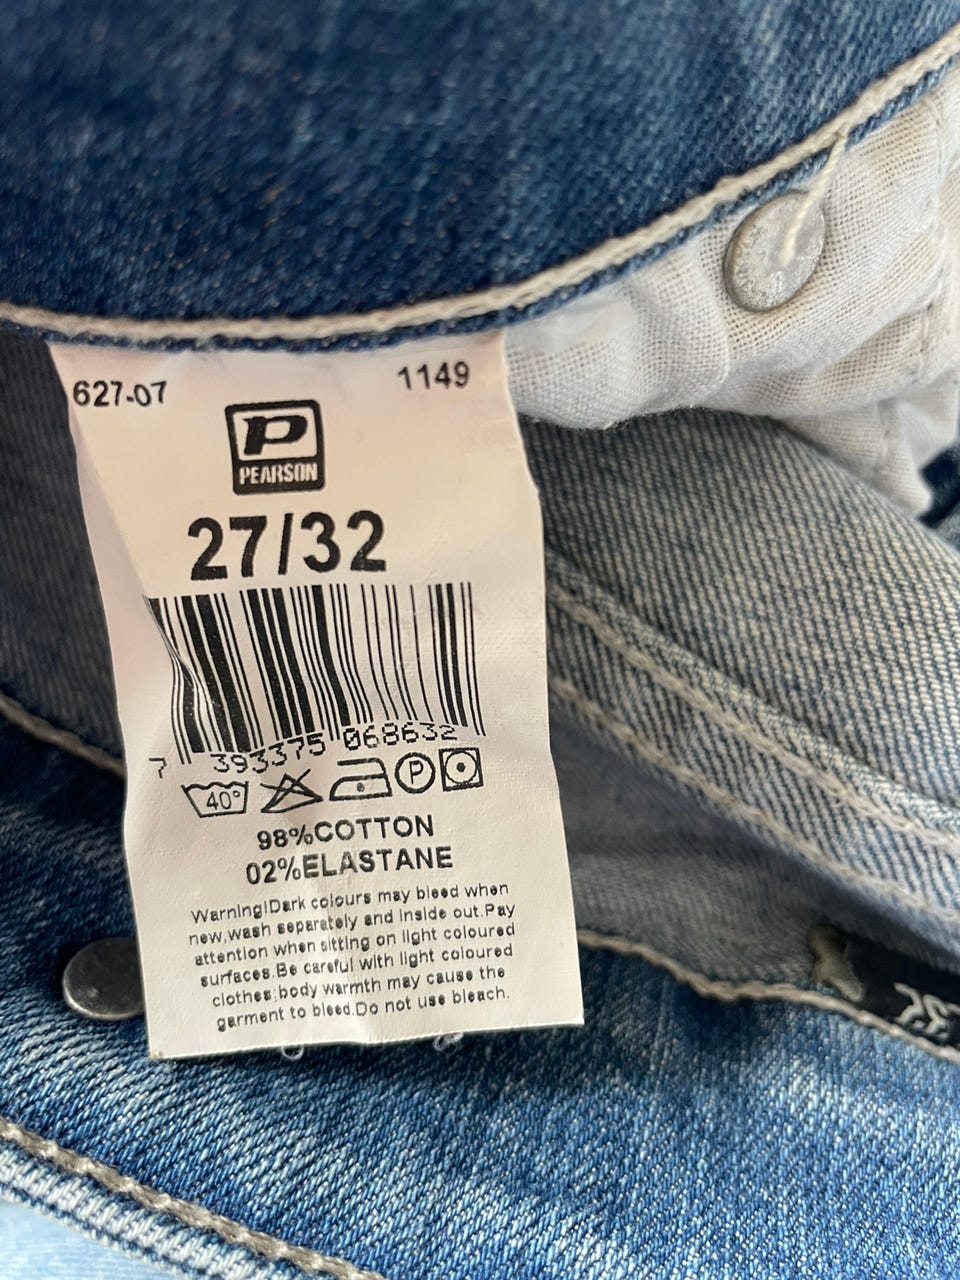 627-07
1149
P
PEARSON
27/32
7 393375 068632
40°
P
98%COTTON
02%ELASTANE
Warning!Dark colours may bleed when
new,wash separately and inside out.Pay
attention when sitting on light coloured
surfaces.Be careful with light coloured
clothes;body warmth may cause the
garment to bleed.Do not use bleach.